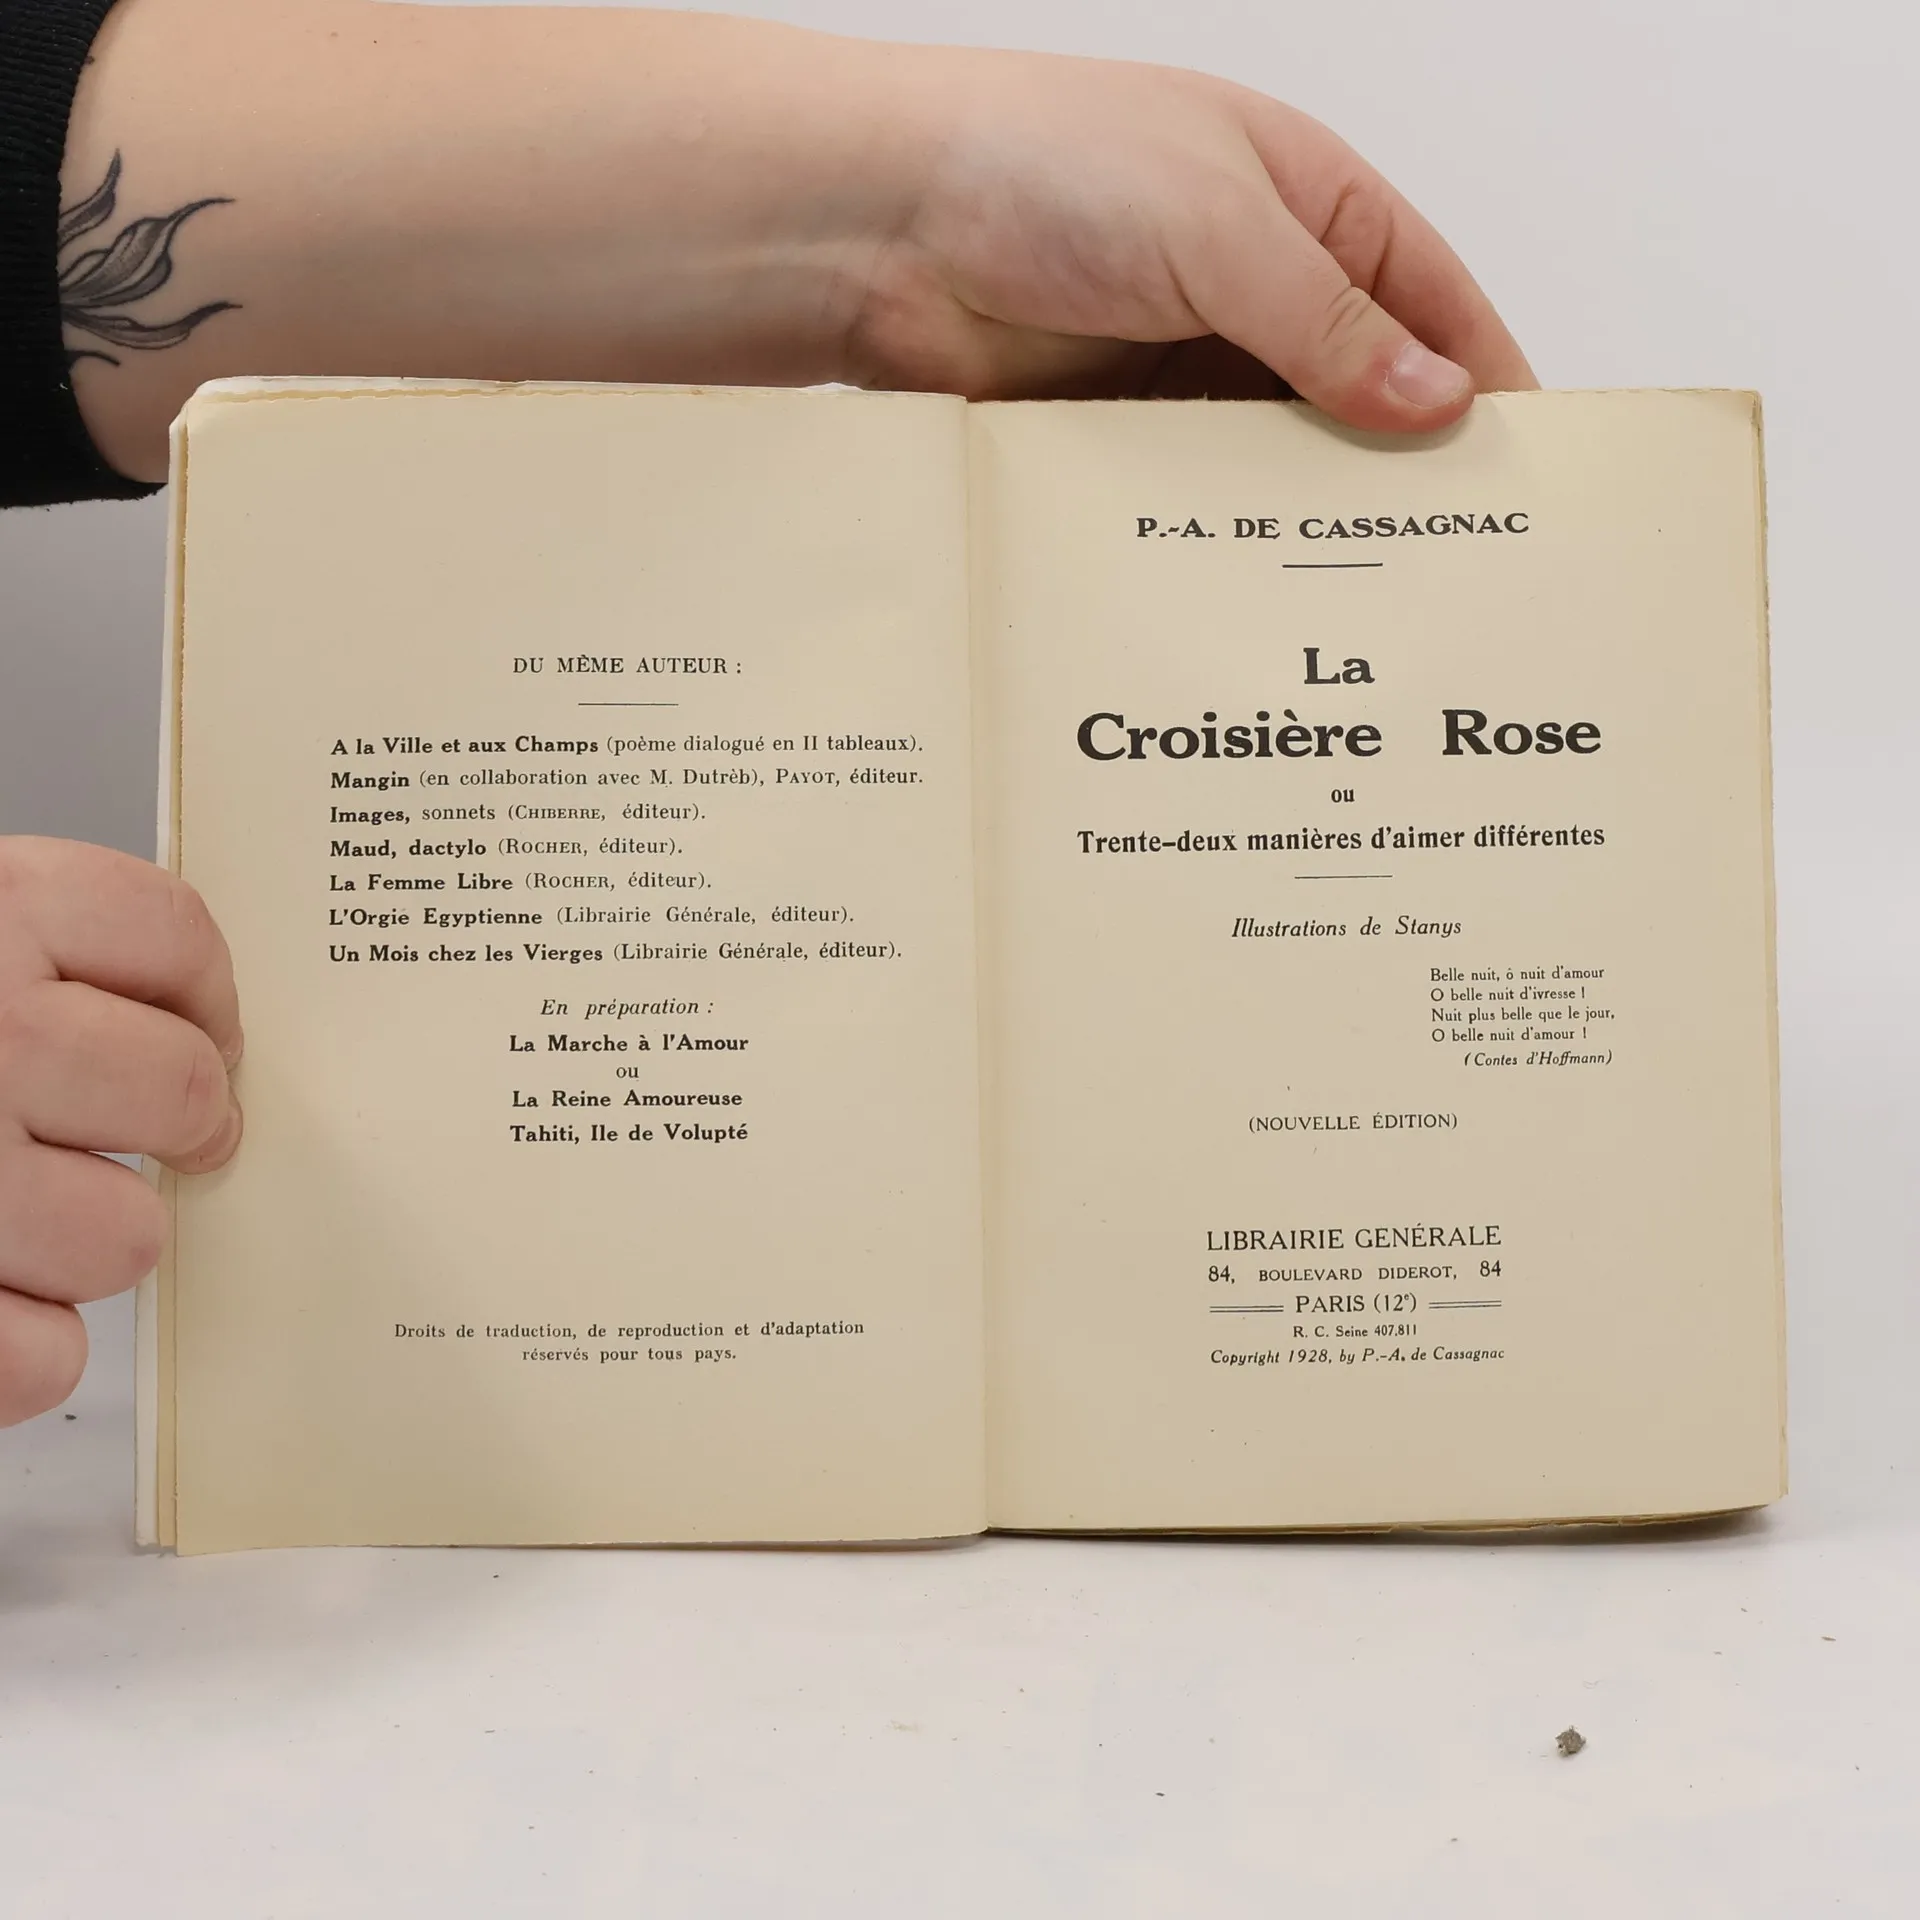 DU MÊME AUTEUR :
A la Ville et aux Champs (poème dialogué en II tableaux).
Mangin (en collaboration avec M. Dutrèb), PAYOT, éditeur.
Images, sonnets (CHIBERRE, éditeur).
Maud, dactylo (ROCHER, éditeur).
La Femme Libre (ROCHER, éditeur).
L'Orgie Egyptienne (Librairie Générale, éditeur).
Un Mois chez les Vierges (Librairie Générale, éditeur).
En préparation :
La Marche à l'Amour
ou
La Reine Amoureuse
Tahiti, Ile de Volupté
Droits de traduction, de reproduction et d'adaptation
réservés pour tous pays.
P.-A. DE CASSAGNAC
La
Croisière Rose
ou
Trente-deux manières d'aimer différentes
Illustrations de Stanys
Belle nuit, ô nuit d'amour
O belle nuit d'ivresse !
Nuit plus belle que le jour,
O belle nuit d'amour !
(Contes d'Hoffmann)
(NOUVELLE ÉDITION)
LIBRAIRIE GENÉRALE
84, BOULEVARD DIDEROT, 84
PARIS (12e)
R. C. Seine 407.811
Copyright 1928, by P.-A. de Cassagnac